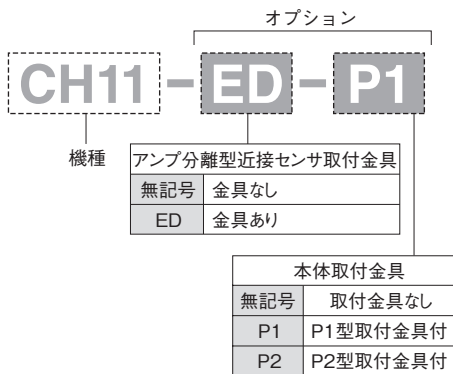 オプション
CH11-ED-P1
機種
アンプ分離型近接センサ取付金具
無記号 金具なし
ED 金具あり
本体取付金具
無記号 取付金具なし
P1 P1型取付金具付
P2 P2型取付金具付